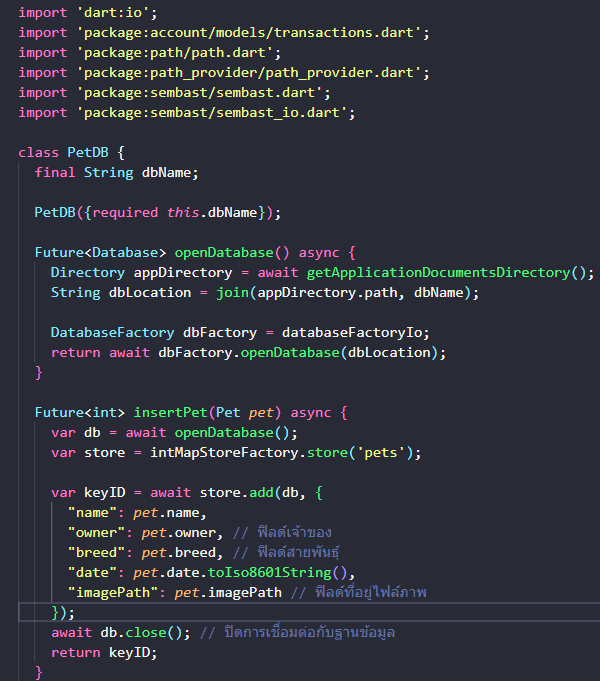 import 'dart:io';
import 'package:account/models/transactions.dart';
import 'package:path/path.dart';
import 'package:path_provider/path_provider.dart';
import 'package:sembast/sembast.dart';
import 'package:sembast/sembast_io.dart';
class PetDB {
final String dbName;
PetDB({required this.dbName});
Future<Database> openDatabase() async {
Directory appDirectory = await getApplicationDocumentsDirectory();
String dbLocation = join(appDirectory.path, dbName);
DatabaseFactory dbFactory = databaseFactoryIo;
return await dbFactory.openDatabase(dbLocation);
}
Future<int> insertPet(Pet pet) async {
var db = await openDatabase();
var store = intMapStoreFactory.store('pets');
var keyID = await store.add(db, {
"name": pet.name,
"owner": pet.owner, // ฟิลด์เจ้าของ
"breed": pet.breed, // ฟิลด์สายพันธุ์
"date": pet.date.toIso8601String(),
"imagePath": pet.imagePath // ฟิลด์ที่อยู่ไฟล์ภาพ
});
await db.close(); // ปิดการเชื่อมต่อกับฐานข้อมูล
return keyID;
}